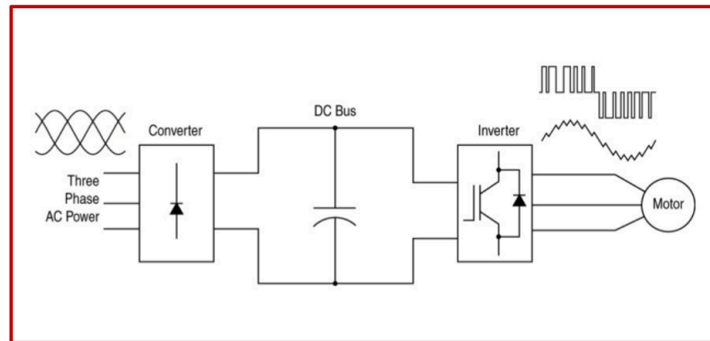 DC Bus
Converter
Inverter
Three
Phase
AC Power
Motor